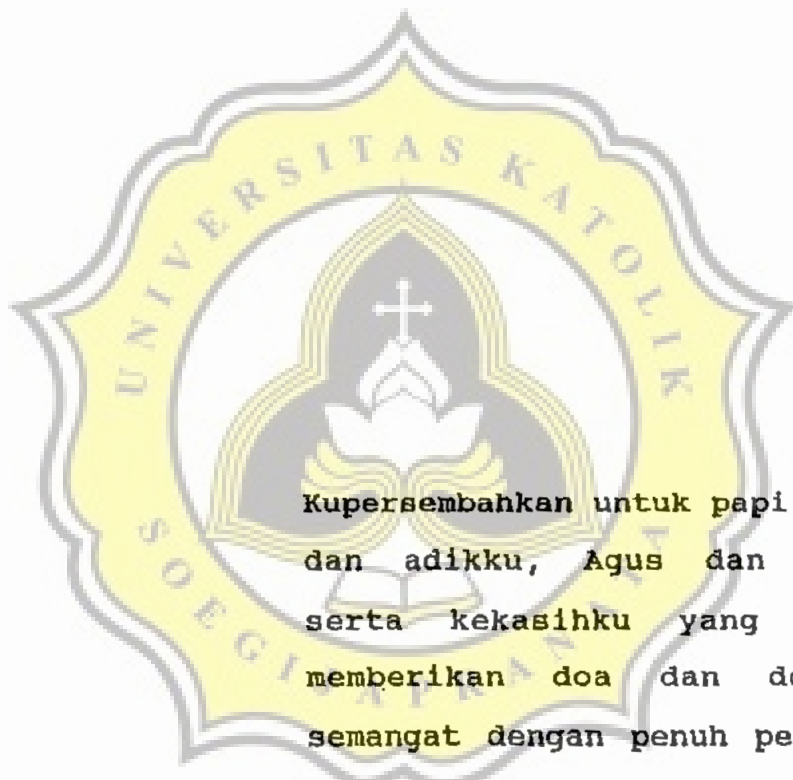 UNIVERSITAS KATOLIK
SOEGIJAPRANATA
Kupersembahkan untuk papi
dan adikku, Agus dan
serta kekasihku yang
memberikan doa dan
semangat dengan penuh